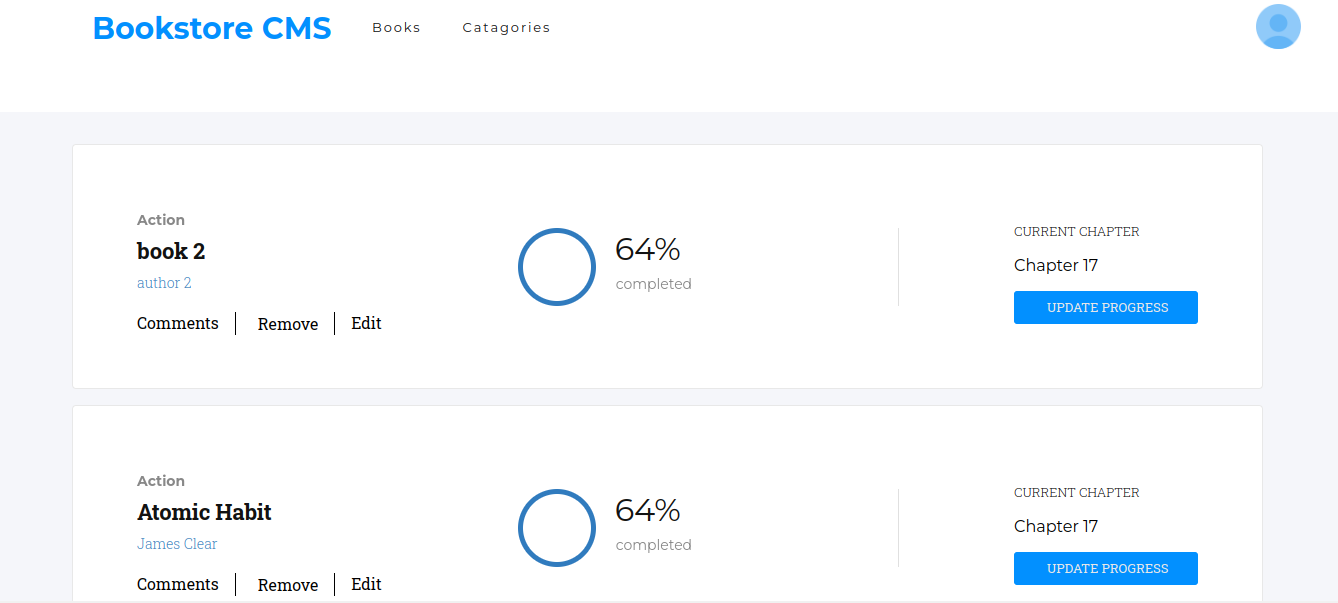 Bookstore CMS Books Catagories
Action
book 2
author 2
Comments Remove Edit
64%
completed
CURRENT CHAPTER
Chapter 17
UPDATE PROGRESS
Action
Atomic Habit
James Clear
Comments Remove Edit
64%
completed
CURRENT CHAPTER
Chapter 17
UPDATE PROGRESS